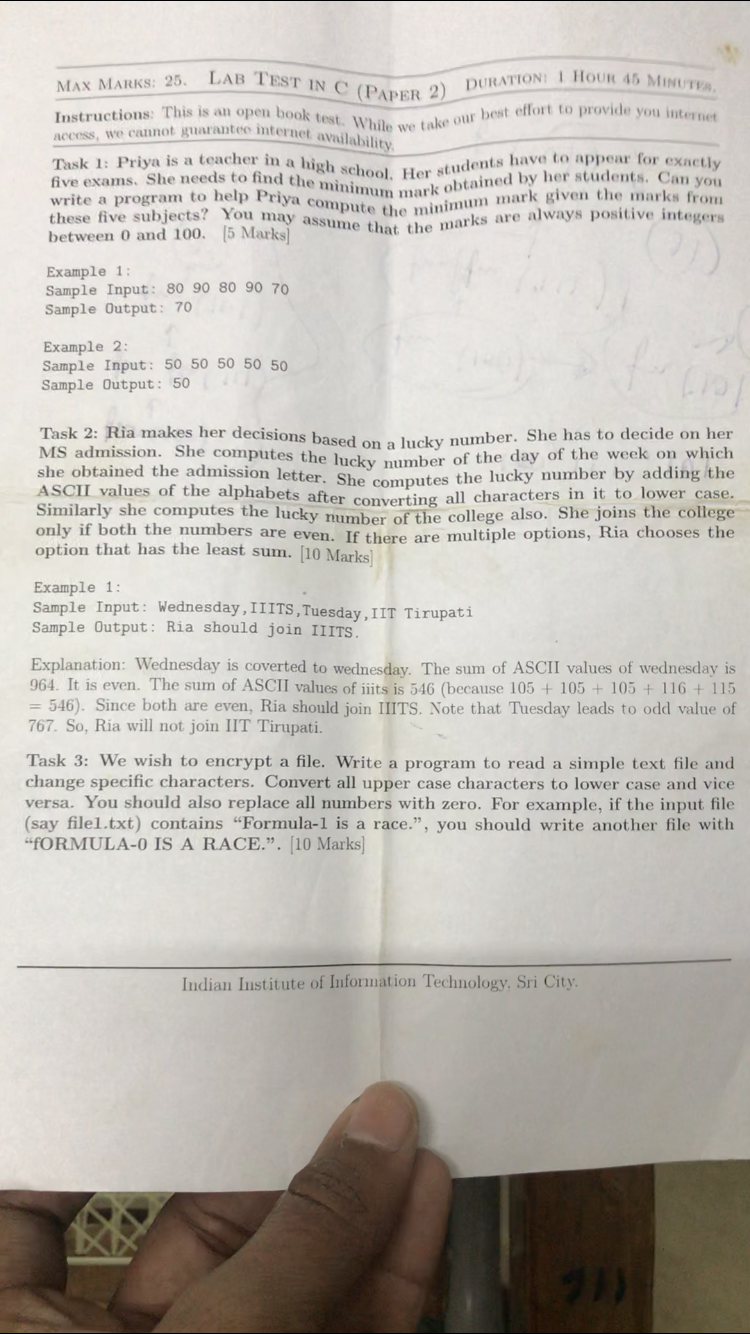 MAX MARKS: 25. LAB TEST IN C (PAPER 2) DURATION: 1 HOUR 45 MINUTES.
Instructions: This is an open book test. While we take our best effort to provide you internet
access, we cannot guarantee internet availability.
Task 1: Priya is a teacher in a high school. Her students have to appear for exactly
five exams. She needs to find the minimum mark obtained by her students. Can you
write a program to help Priya compute the minimum mark given the marks from
these five subjects? You may assume that the marks are always positive integers
between 0 and 100. [5 Marks]
Example 1:
Sample Input: 80 90 80 90 70
Sample Output: 70
Example 2:
Sample Input: 50 50 50 50 50
Sample Output: 50
Task 2: Ria makes her decisions based on a lucky number. She has to decide on her
MS admission. She computes the lucky number of the day of the week on which
she obtained the admission letter. She computes the lucky number by adding the
ASCII values of the alphabets after converting all characters in it to lower case.
Similarly she computes the lucky number of the college also. She joins the college
only if both the numbers are even. If there are multiple options, Ria chooses the
option that has the least sum. [10 Marks]
Example 1:
Sample Input: Wednesday,IIITS,Tuesday,IIT Tirupati
Sample Output: Ria should join IIITS.
Explanation: Wednesday is coverted to wednesday. The sum of ASCII values of wednesday is
964. It is even. The sum of ASCII values of iiits is 546 (because 105 + 105 + 105 + 116 + 115
= 546). Since both are even, Ria should join IIITS. Note that Tuesday leads to odd value of
767. So, Ria will not join IIT Tirupati.
Task 3: We wish to encrypt a file. Write a program to read a simple text file and
change specific characters. Convert all upper case characters to lower case and vice
versa. You should also replace all numbers with zero. For example, if the input file
(say file1.txt) contains “Formula-1 is a race.”, you should write another file with
“fORMULA-0 IS A RACE.”. [10 Marks]
Indian Institute of Information Technology, Sri City.